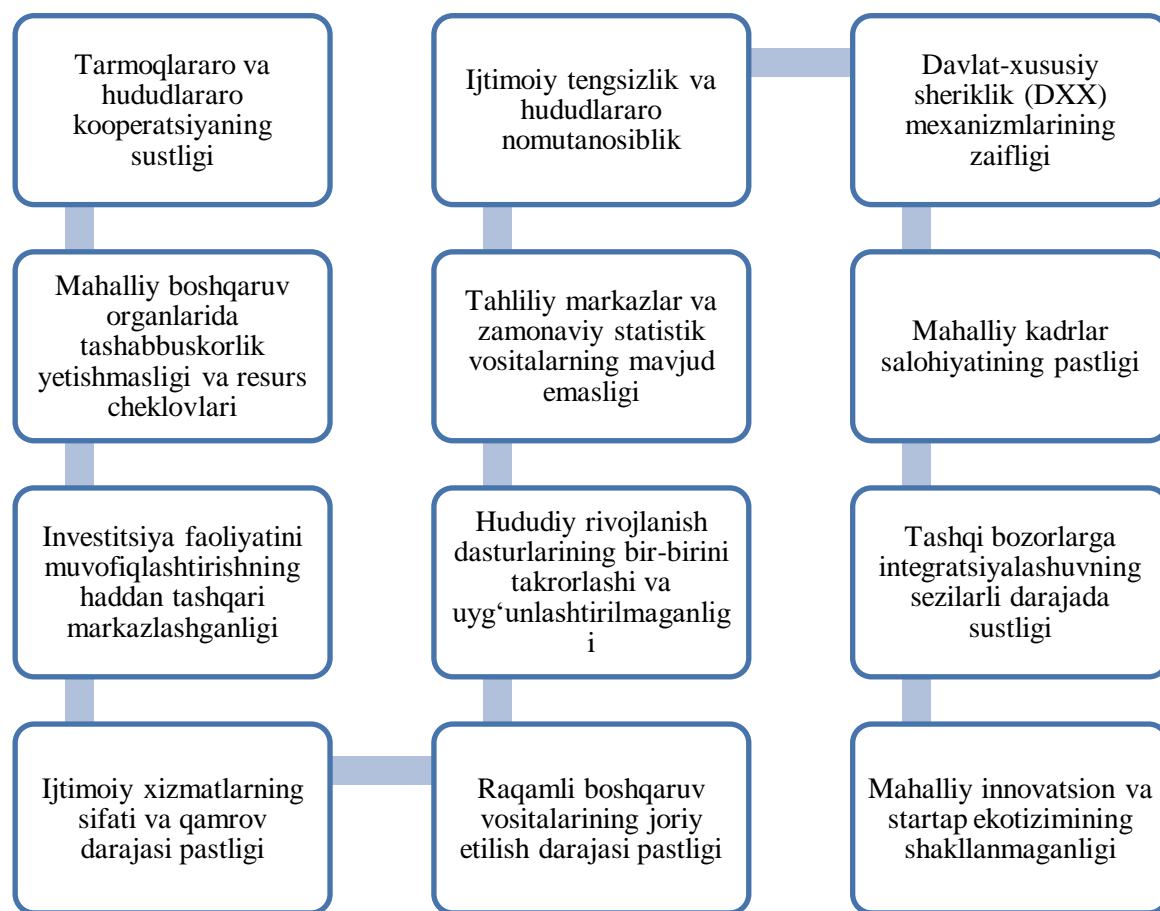 Tarmoqlararo va
hududlararo
kooperatsiyaning
sustligi
Mahalliy boshqaruv
organlarida
tashabbuskorlik
yetishmasligi va resurs
cheklovlari
Investitsiya faoliyatini
muvofiqlashtirishning
haddan tashqari
markazlashganligi
Ijtimoiy xizmatlarning
sifati va qamrov
darajasi pastligi
Raqamli boshqaruv
vositalarining joriy
etilish darajasi pastligi
Hududiy rivojlanish
dasturlarining bir-birini
takrorlashi va
uyg‘unlashtirilmaganlig
i
Tahliliy markazlar va
zamonaviy statistik
vositalarning mavjud
emasligi
Ijtimoiy tengsizlik va
hududlararo
nomutanosiblik
Davlat-xususiy
sheriklik (DXX)
mexanizmlarining
zaifligi
Mahalliy kadrlar
salohiyatining pastligi
Tashqi bozorlarga
integratsiyalashuvning
sezilarli darajada
sustligi
Mahalliy innovatsion va
startap ekotizimining
shakllanmaganligi